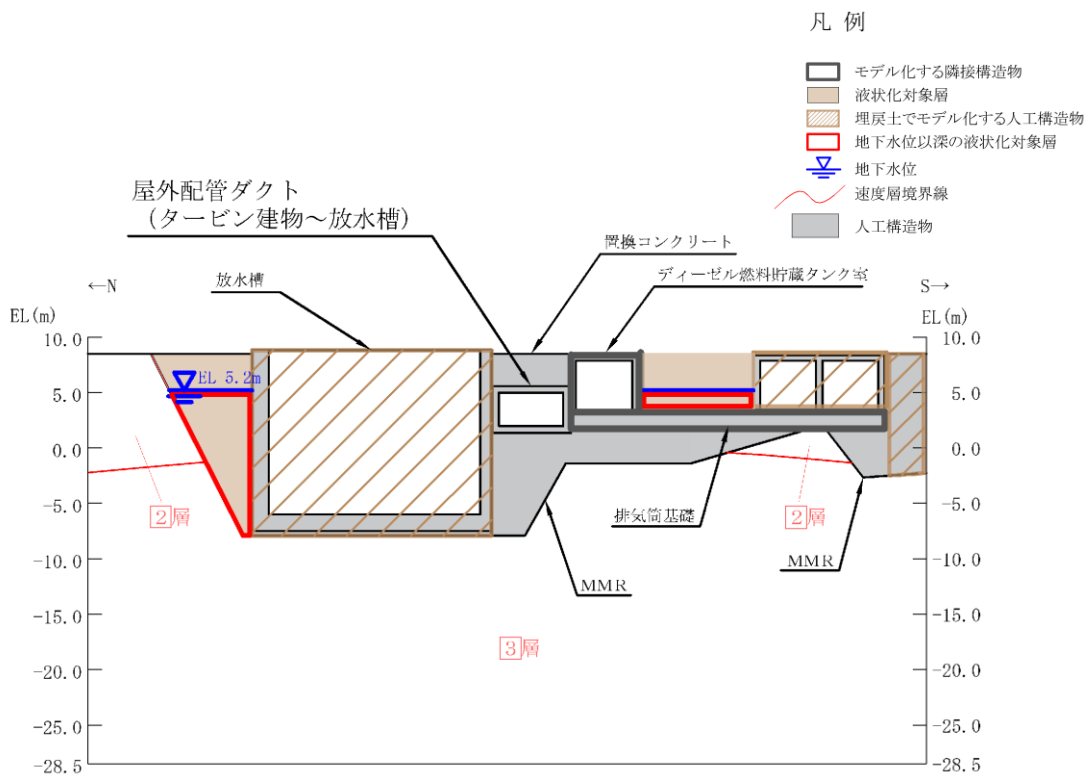 凡 例
モデル化する隣接構造物
液状化対象層
埋戻土でモデル化する人工構造物
地下水位以深の液状化対象層
地下水位
速度層境界線
人工構造物
屋外配管ダクト
(タービン建物~放水槽)
置換コンクリート
放水槽
ディーゼル燃料貯蔵タンク室
←N
S→
EL(m)
EL(m)
10.0
10.0
EL 5.2m
5.0
5.0
0.0
0.0
-5.0
-5.0
②層
排気筒基礎
②層
-10.0
-10.0
MMR
MMR
-15.0
-15.0
③層
-20.0
-20.0
-25.0
-25.0
-28.5
-28.5